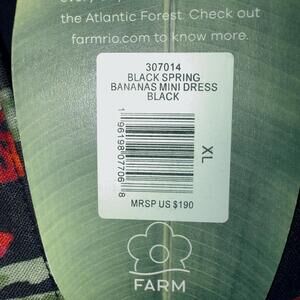 the Atlantic Forest. Check out
farmrio.com to know more.
307014
BLACK SPRING
BANANAS MINI DRESS
BLACK
XL
MRSP US $190
FARM